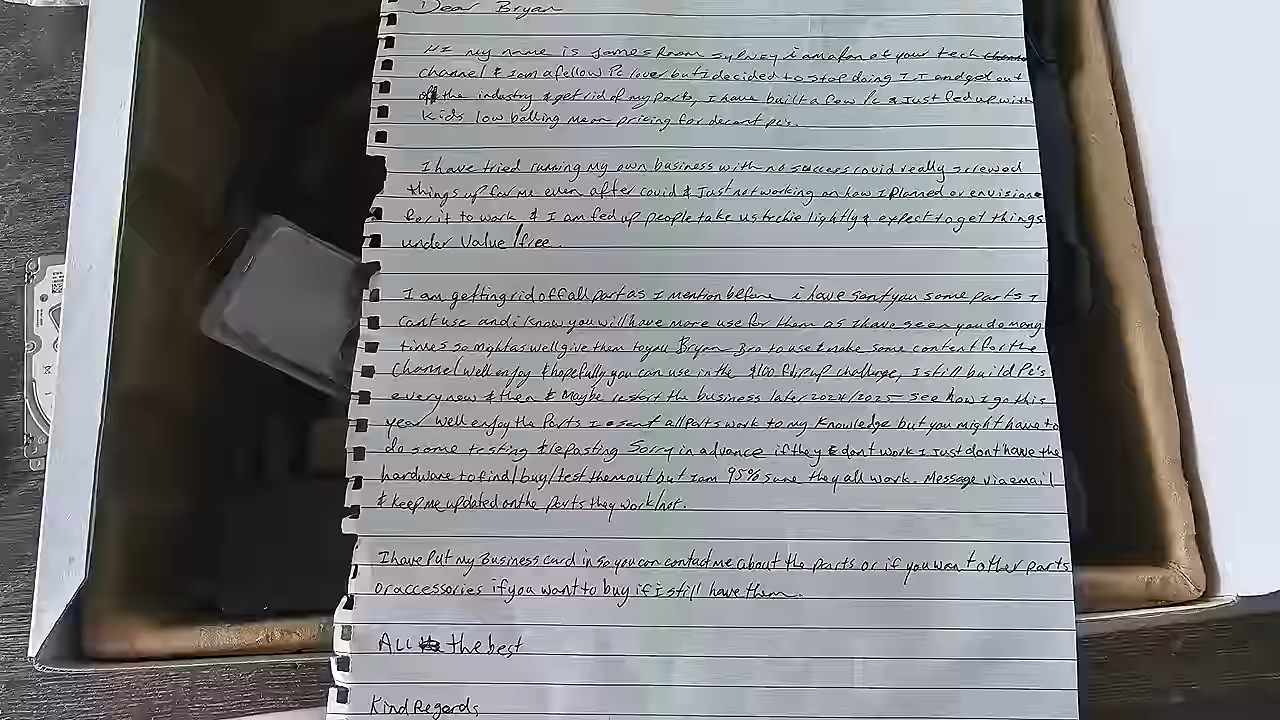 Dear Bryan
Hi my name is James from Sydney I am a fan of your tech
channel & I am a fellow Pc lover but I decided to stop doing I.T and get out
of the industry & get rid of my parts, I have built a few Pc & Just fed up with
kids low balling mean pricing for decent pc's.
I have tried running my own business with no success covid really screwed
things up for me even after covid & Just not working on how I planned or envisione
for it to work & I am fed up people take us techie lightly & expect to get things
under value / free.
I am getting rid off all part as I mention before i have sent you some parts I
cant use and i know you will have more use for them as I have seen you do many
times so might as well give them to you Bryan Bro to use & make some content for the
channel well enjoy & hopefully you can use in the $100 flip up challenge, I still build Pc's
every now & then & Maybe restart the business later 2024/2025 see how I go this
year well enjoy the Parts I sent all parts work to my knowledge but you might have to
do some testing & reposting Sorry in advance if they dont work I Just dont have the
hardware to find/buy/test them out but I am 95% sure they all work. Message via email
& keep me updated on the parts they work/not.
I have put my Business card in so you can contact me about the parts or if you want other parts
or accessories if you want to buy if i still have them.
All the best
Kind Regards